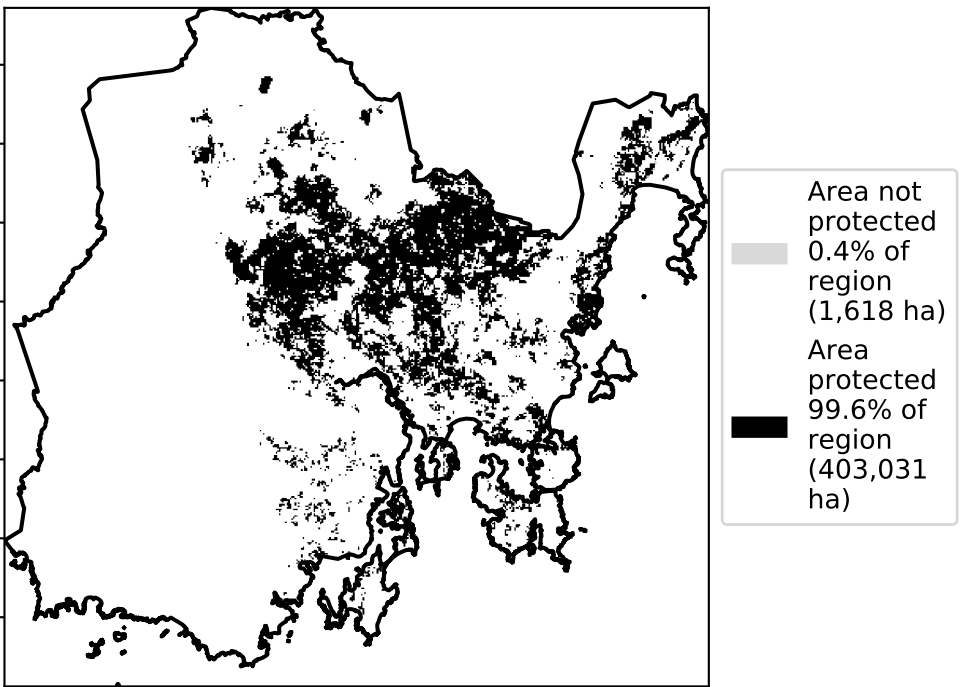 Area not
protected
0.4% of
region
(1,618 ha)
Area
protected
99.6% of
region
(403,031
ha)